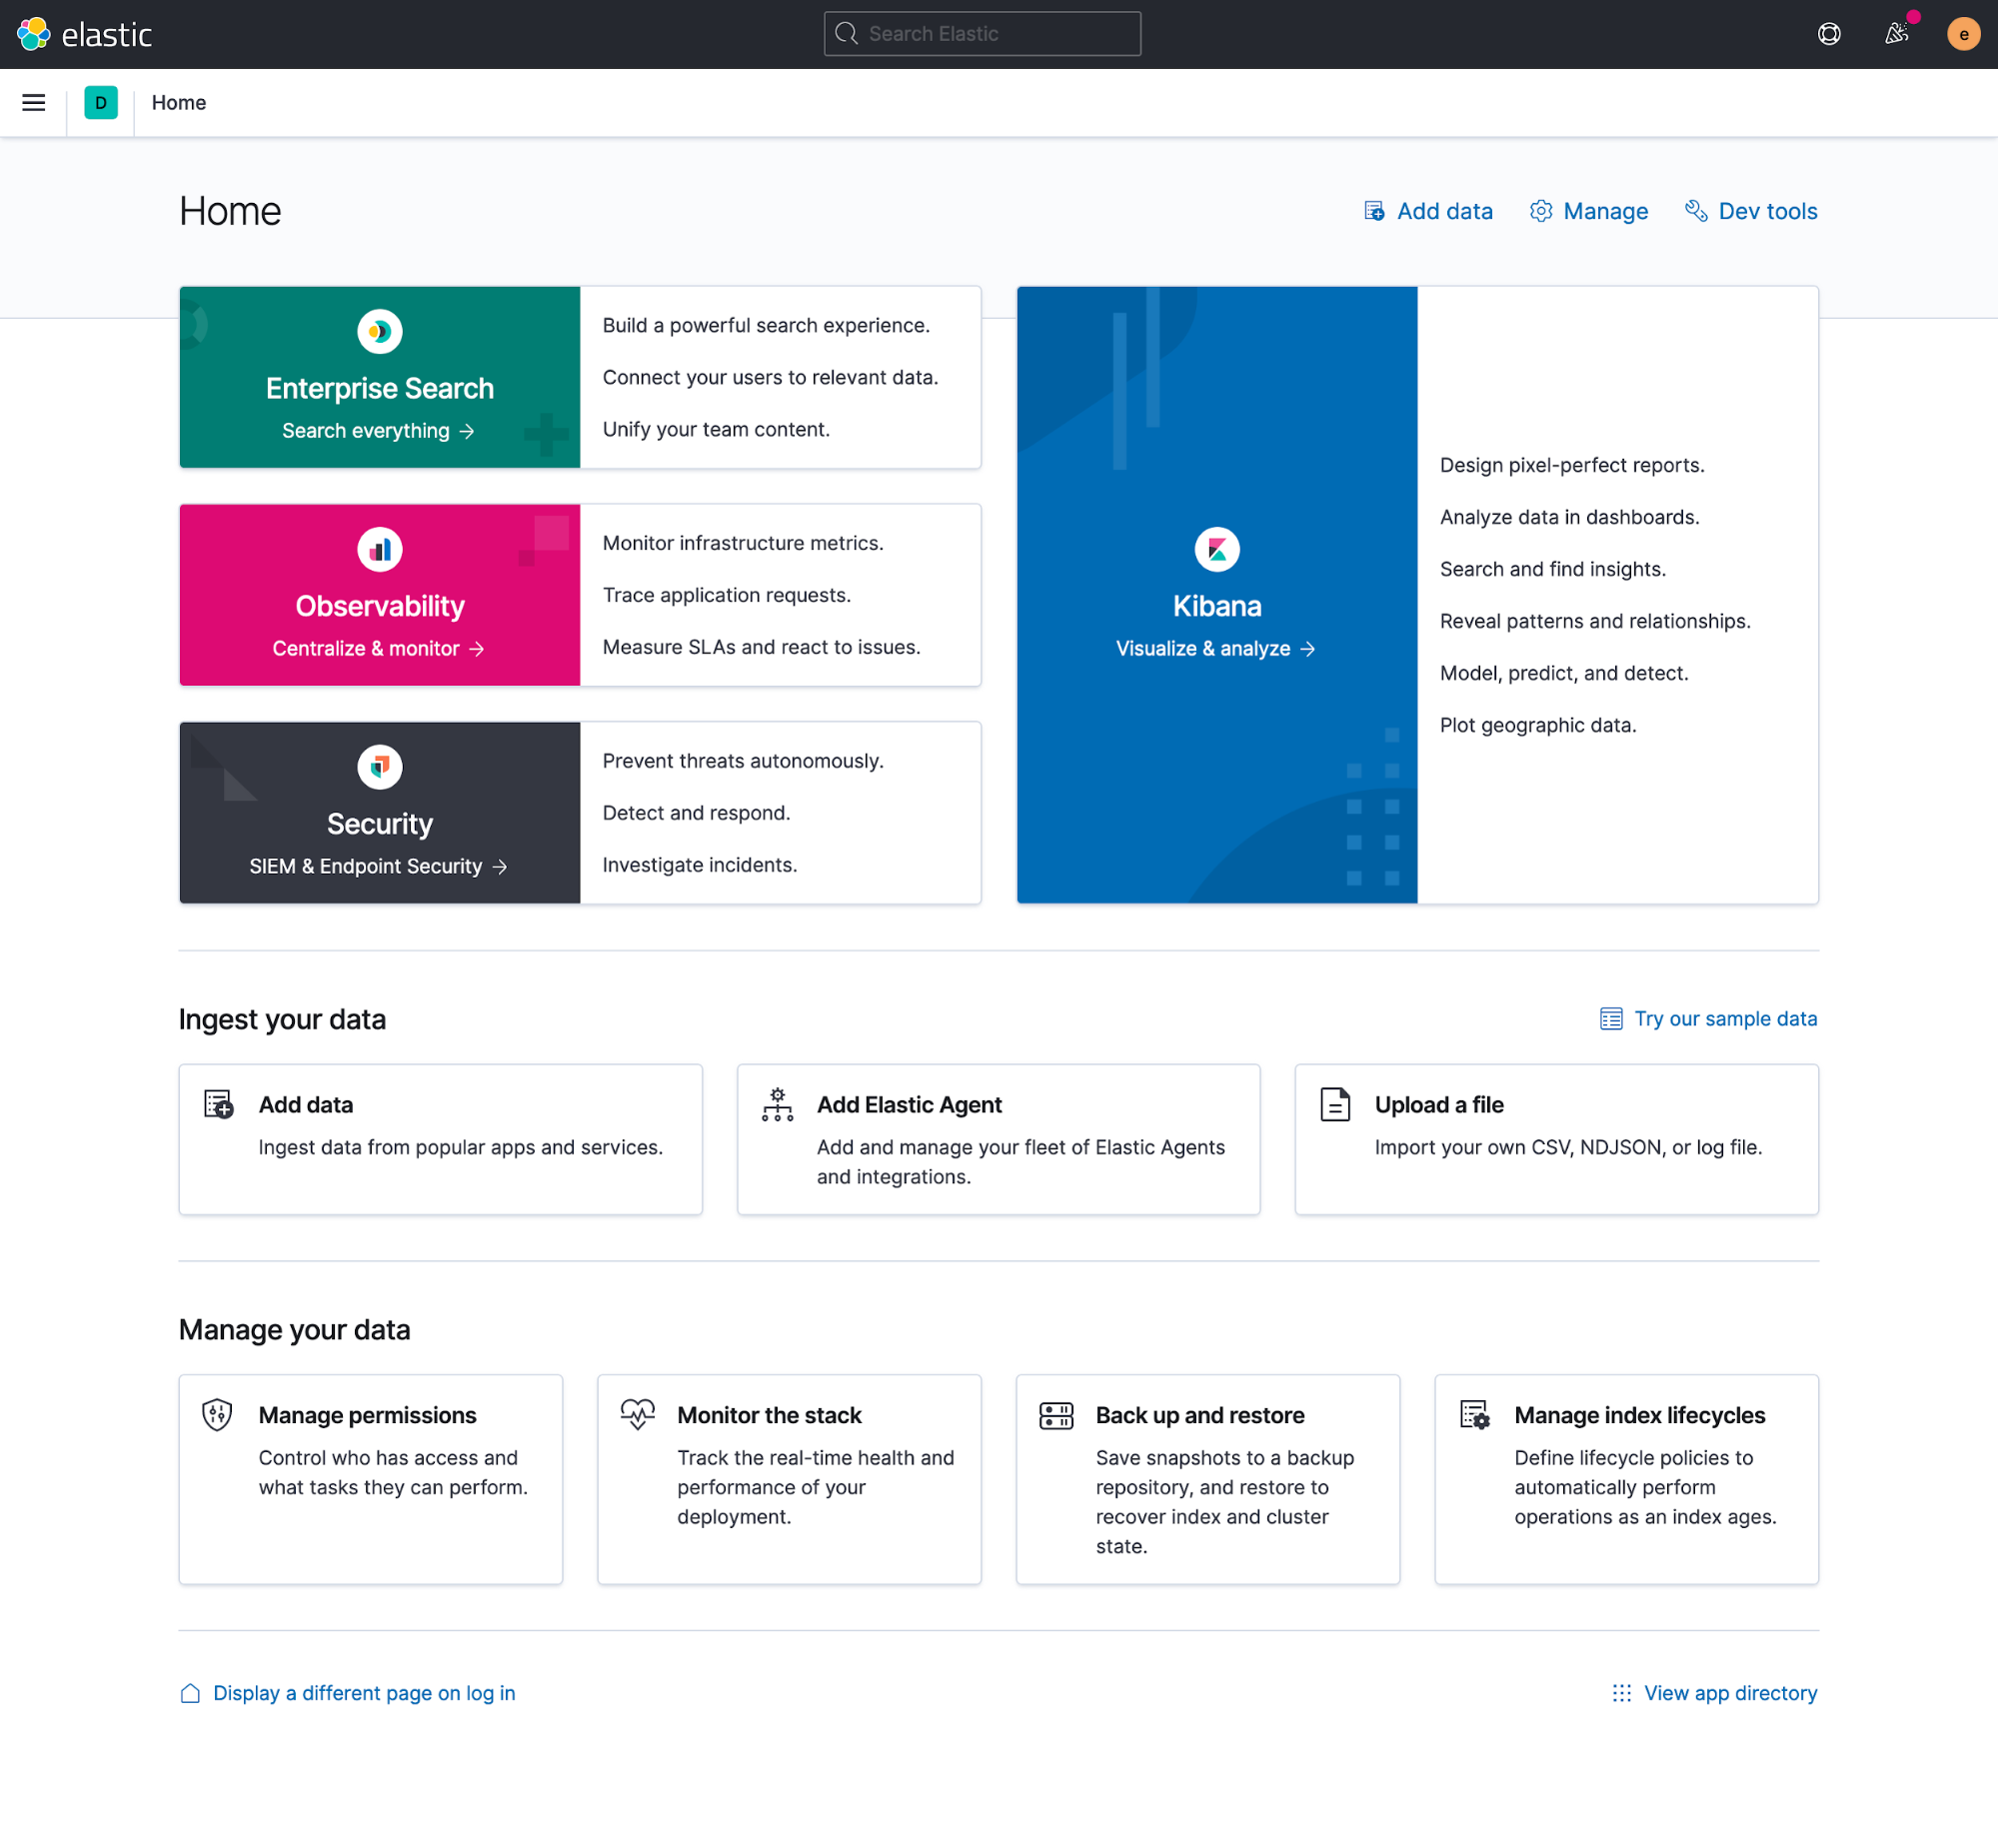 elastic
Search Elastic
e
D
Home
Home
Add data
Manage
Dev tools
Enterprise Search
Search everything →
Build a powerful search experience.
Connect your users to relevant data.
Unify your team content.
Observability
Centralize & monitor →
Monitor infrastructure metrics.
Trace application requests.
Measure SLAs and react to issues.
Security
SIEM & Endpoint Security →
Prevent threats autonomously.
Detect and respond.
Investigate incidents.
Kibana
Visualize & analyze →
Design pixel-perfect reports.
Analyze data in dashboards.
Search and find insights.
Reveal patterns and relationships.
Model, predict, and detect.
Plot geographic data.
Ingest your data
Try our sample data
Add data
Ingest data from popular apps and services.
Add Elastic Agent
Add and manage your fleet of Elastic Agents
and integrations.
Upload a file
Import your own CSV, NDJSON, or log file.
Manage your data
Manage permissions
Control who has access and
what tasks they can perform.
Monitor the stack
Track the real-time health and
performance of your
deployment.
Back up and restore
Save snapshots to a backup
repository, and restore to
recover index and cluster
state.
Manage index lifecycles
Define lifecycle policies to
automatically perform
operations as an index ages.
Display a different page on log in
View app directory